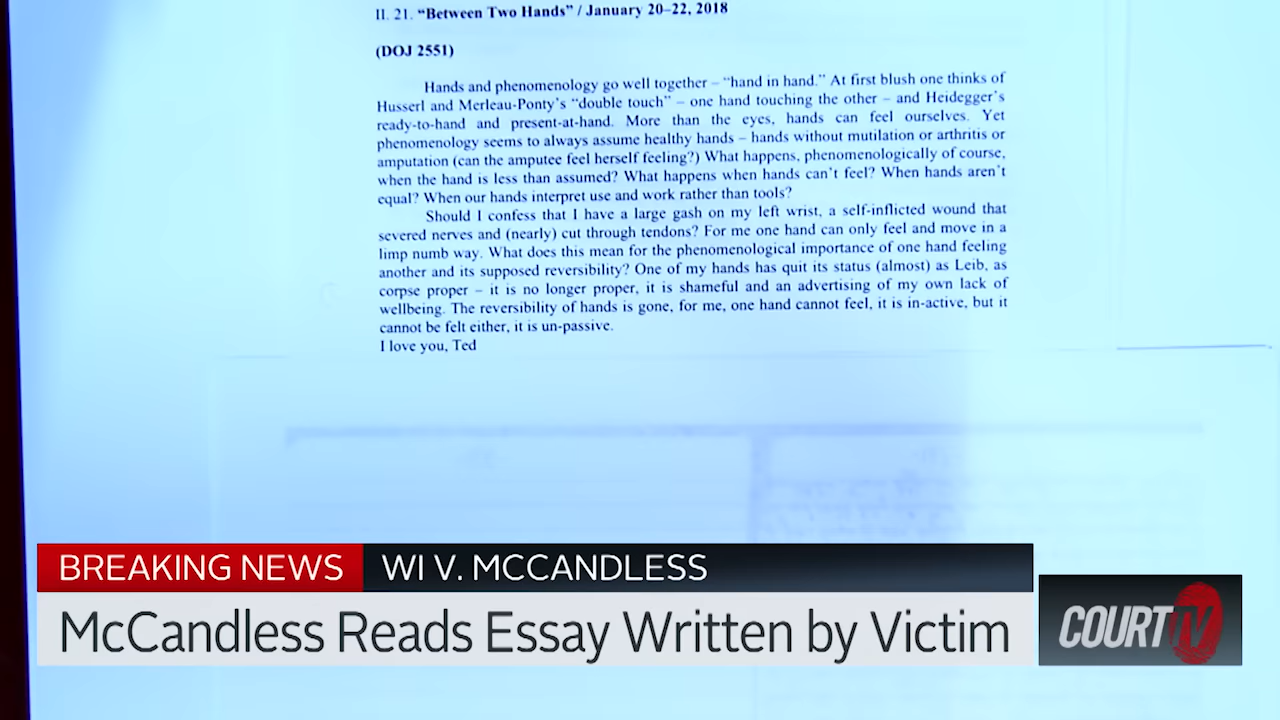 II. 21. “Between Two Hands” / January 20–22, 2018
(DOJ 2551)
Hands and phenomenology go well together – “hand in hand.” At first blush one thinks of
Husserl and Merleau-Ponty’s “double touch” – one hand touching the other – and Heidegger’s
ready-to-hand and present-at-hand. More than the eyes, hands can feel ourselves. Yet
phenomenology seems to always assume healthy hands – hands without mutilation or arthritis or
amputation (can the amputee feel herself feeling?) What happens, phenomenologically of course,
when the hand is less than assumed? What happens when hands can’t feel? When hands aren’t
equal? When our hands interpret use and work rather than tools?
Should I confess that I have a large gash on my left wrist, a self-inflicted wound that
severed nerves and (nearly) cut through tendons? For me one hand can only feel and move in a
limp numb way. What does this mean for the phenomenological importance of one hand feeling
another and its supposed reversibility? One of my hands has quit its status (almost) as Leib, as
corpse proper – it is no longer proper, it is shameful and an advertising of my own lack of
wellbeing. The reversibility of hands is gone, for me, one hand cannot feel, it is in-active, but it
cannot be felt either, it is un-passive.
I love you, Ted
BREAKING NEWS WI V. MCCANDLESS
McCandless Reads Essay Written by Victim
COURT TV